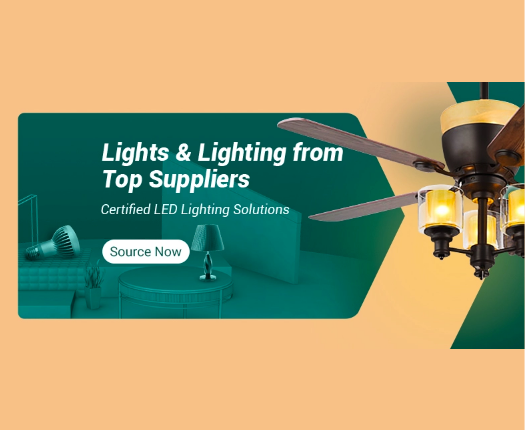 Lights & Lighting from
Top Suppliers
Certified LED Lighting Solutions
Source Now